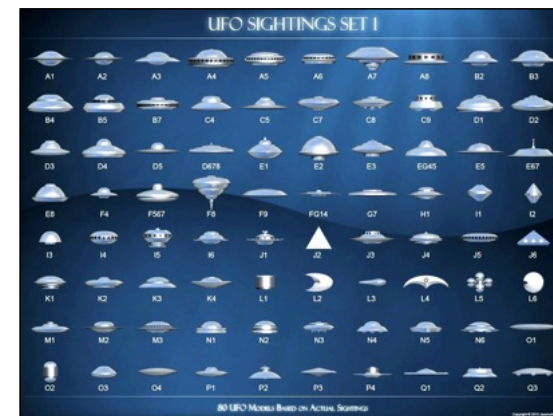 UFO SIGHTINGS SET I
A1 A2 A3 A4 A5 A6 A7 A8 B2 B3
B4 B5 B7 C4 C5 C7 C8 C9 D1 D2
D3 D4 D5 D678 E1 E2 E3 EG45 E5 E67
E8 F4 F567 F8 F9 FG14 G7 H1 I1 I2
I3 I4 I5 I6 J1 J2 J3 J4 J5 J6
K1 K2 K3 K4 L1 L2 L3 L4 L5 L6
M1 M2 M3 N1 N2 N3 N4 N5 N6 O1
O2 O3 O4 P1 P2 P3 P4 Q1 Q2 Q3
80 UFO MODELS BASED ON ACTUAL SIGHTINGS